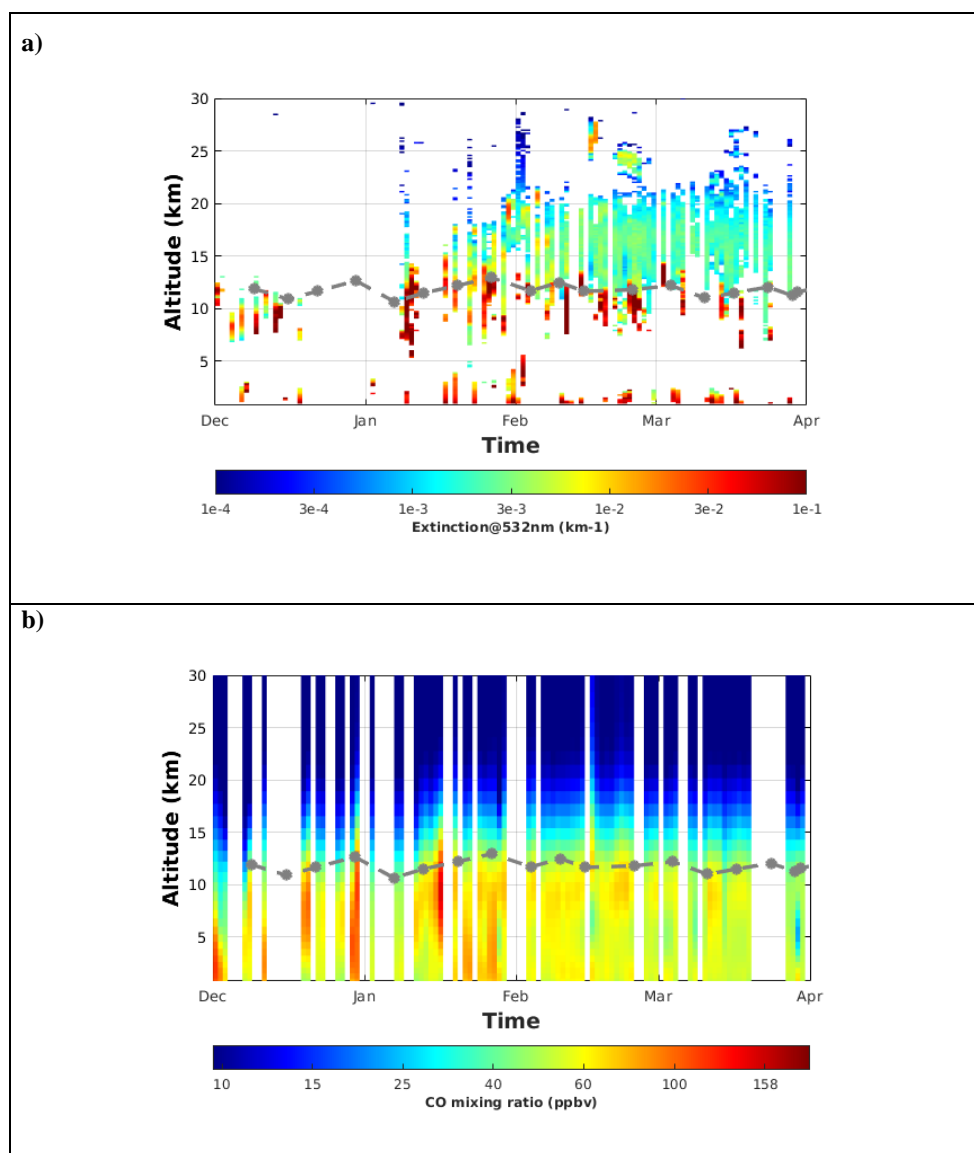 a)
30
25
20
15
10
5
Altitude (km)
Dec Jan Feb Mar Apr
Time
1e-4 3e-4 1e-3 3e-3 1e-2 3e-2 1e-1
Extinction@532nm (km-1)
b)
30
25
20
15
10
5
Altitude (km)
Dec Jan Feb Mar Apr
Time
10 15 25 40 60 100 158
CO mixing ratio (ppbv)